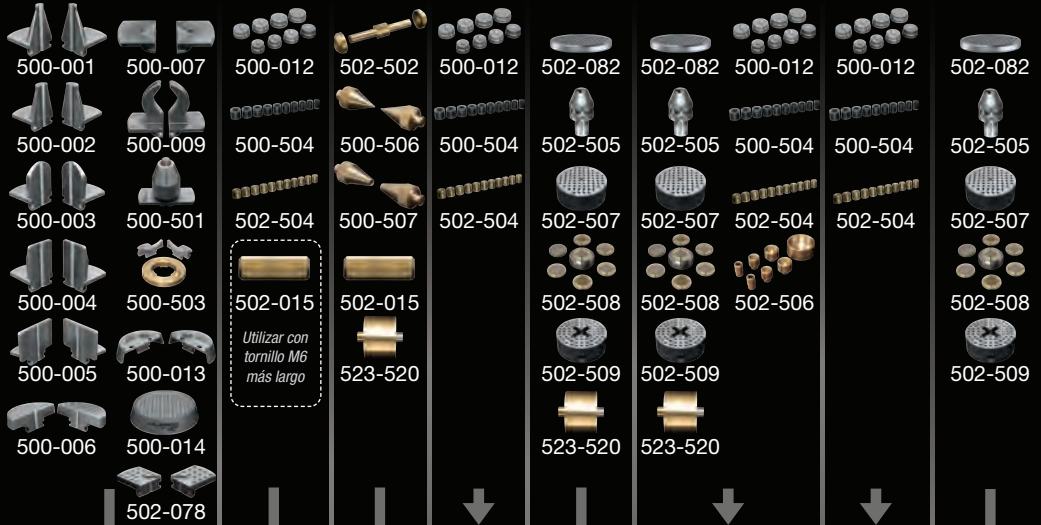 500-001 500-007 500-012 502-502 500-012 502-082 502-082 500-012 500-012 502-082
500-002 500-009 500-504 500-506 500-504 502-505 502-505 500-504 500-504 502-505
500-003 500-501 502-504 500-507 502-504 502-507 502-507 502-504 502-504 502-507
500-004 500-503 502-015 502-015 502-508 502-508 502-506 502-508
Utilizar con
tornillo M6
más largo
500-005 500-013 523-520 502-509 502-509 502-509
500-006 500-014 523-520 523-520
502-078